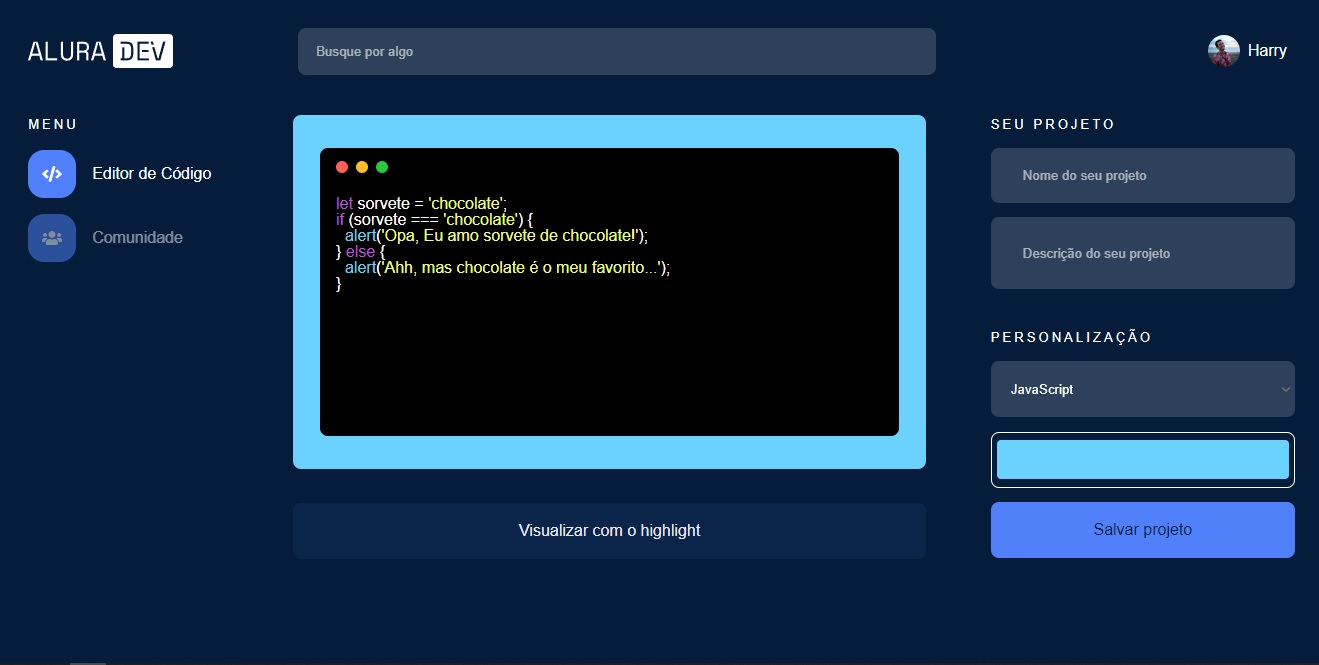 ALURA DEV
Busque por algo
Harry
MENU
Editor de Código
Comunidade
let sorvete = 'chocolate';
if (sorvete === 'chocolate') {
  alert('Opa, Eu amo sorvete de chocolate!');
} else {
  alert('Ahh, mas chocolate é o meu favorito...');
}
Visualizar com o highlight
SEU PROJETO
Nome do seu projeto
Descrição do seu projeto
PERSONALIZAÇÃO
JavaScript
Salvar projeto